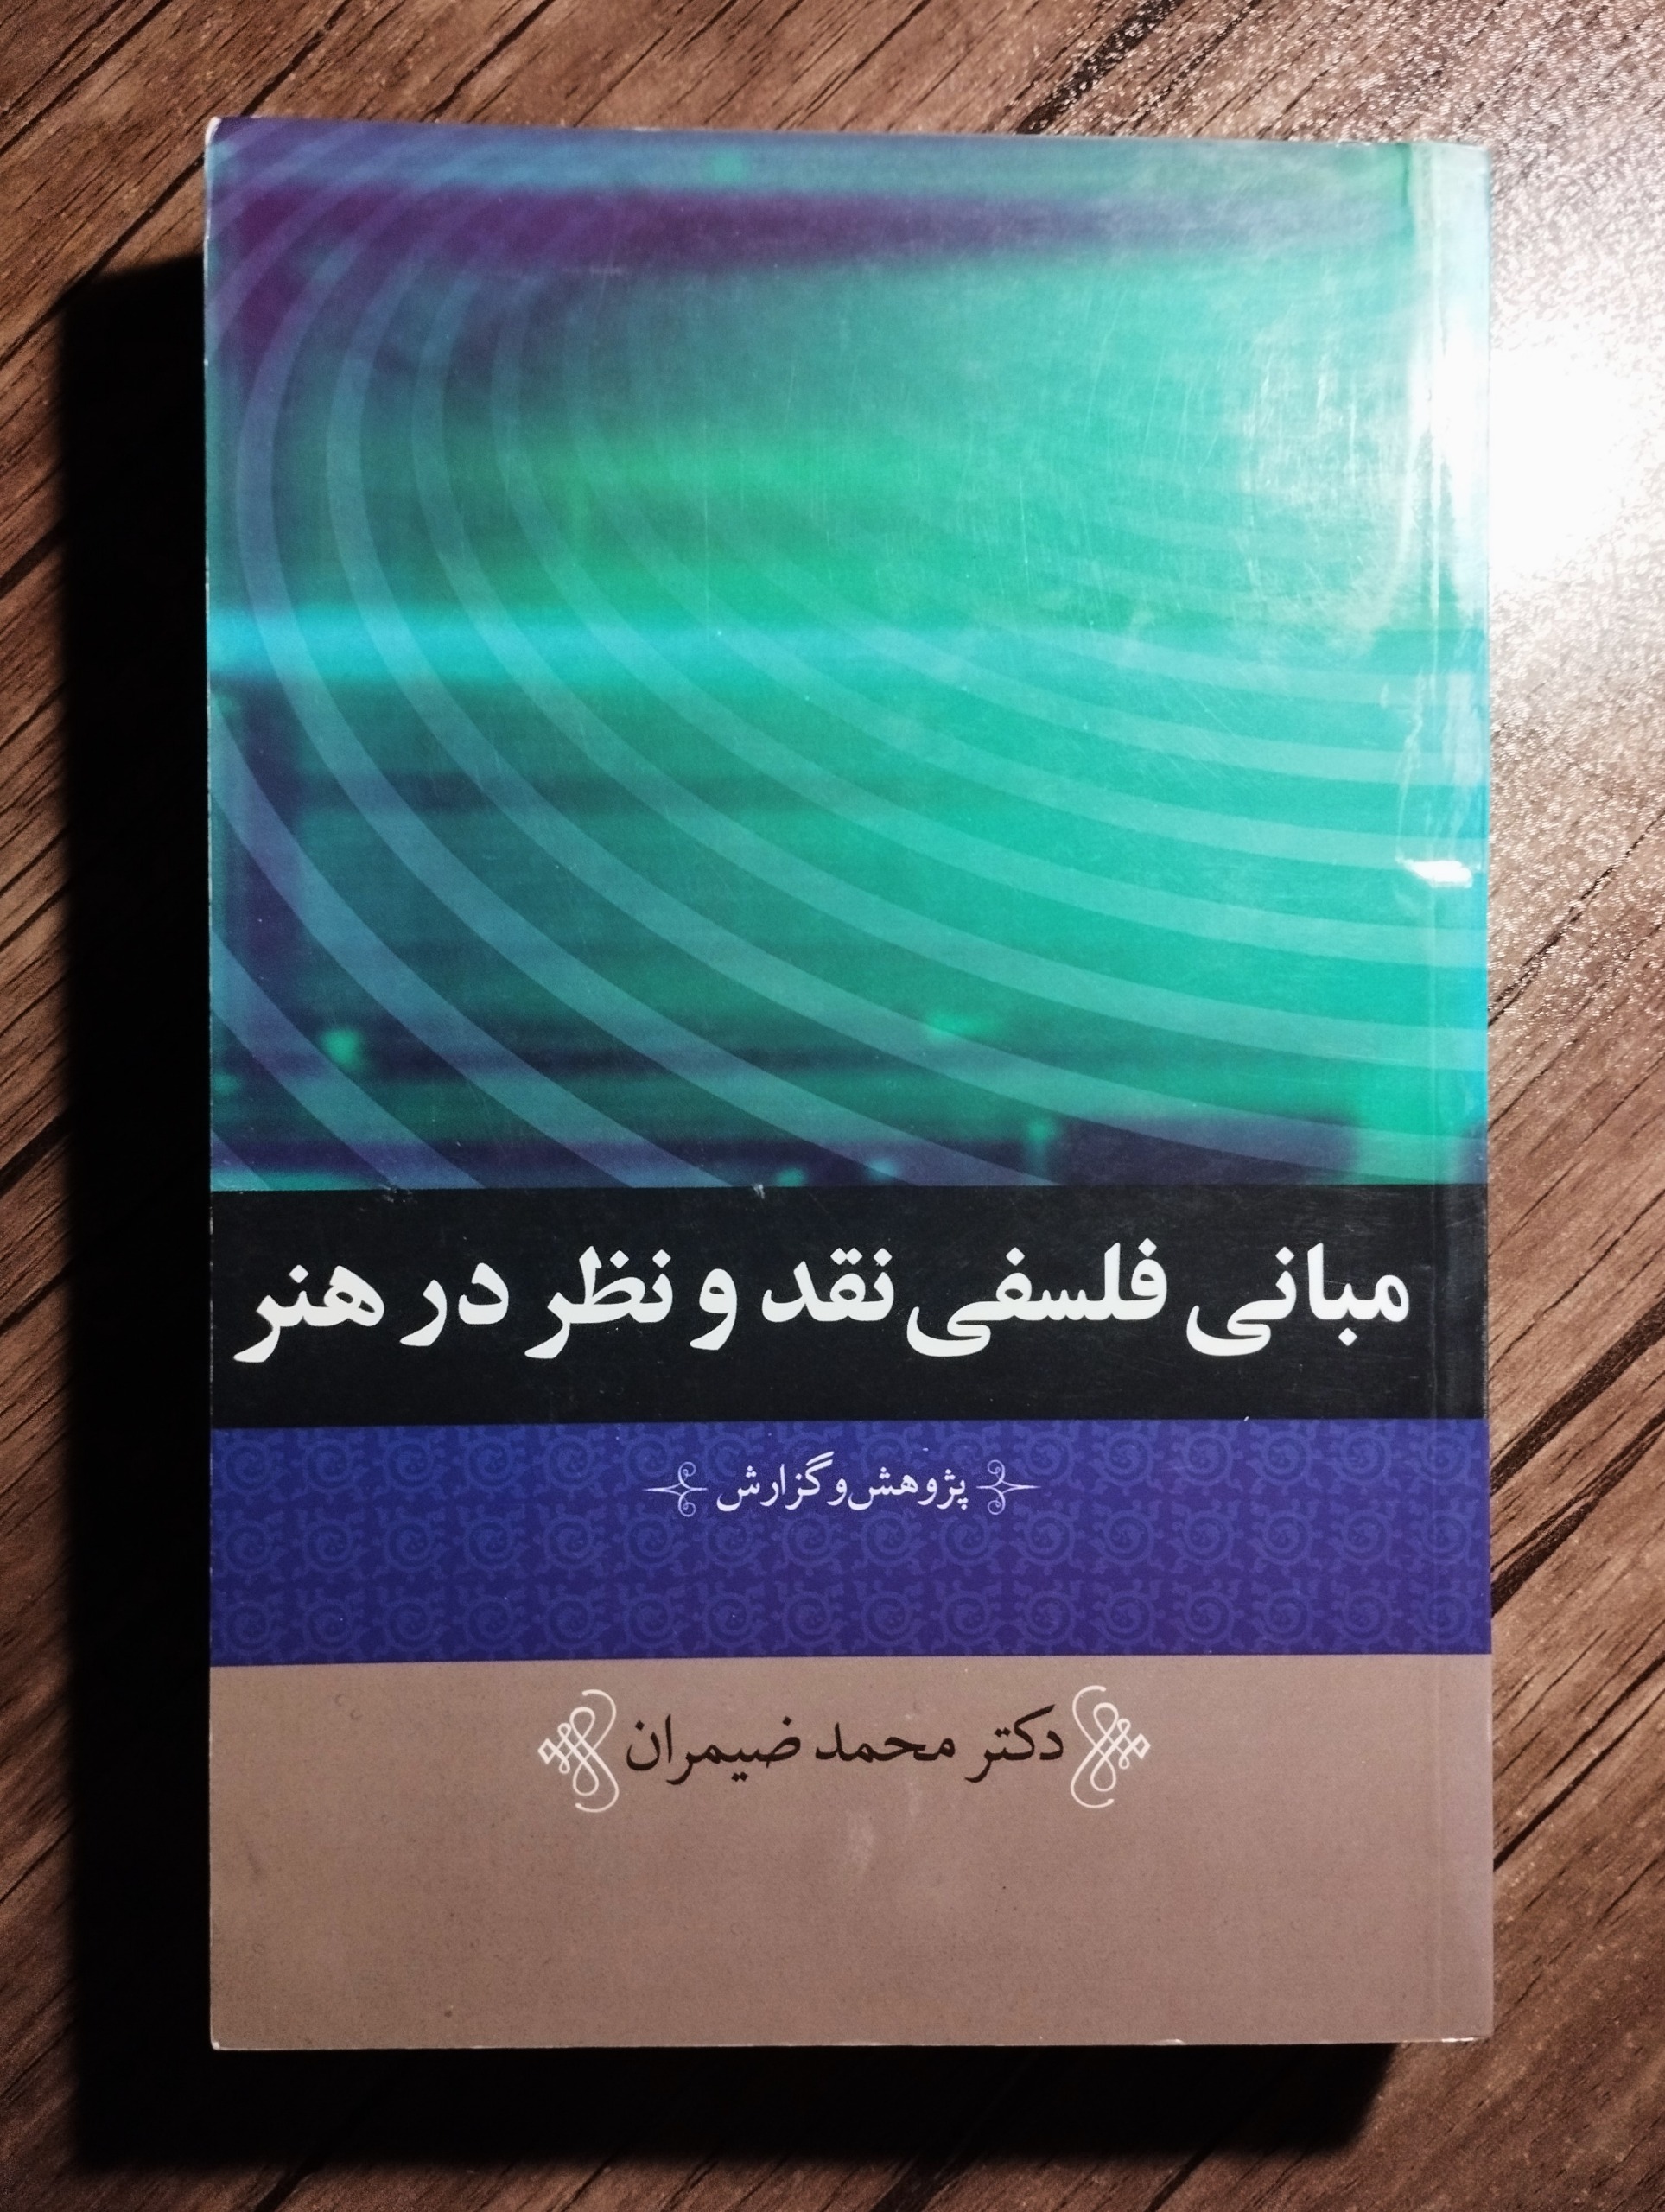 مبانی فلسفی نقد و نظر در هنر
پژوهش و گزارش
دکتر محمد ضیمران